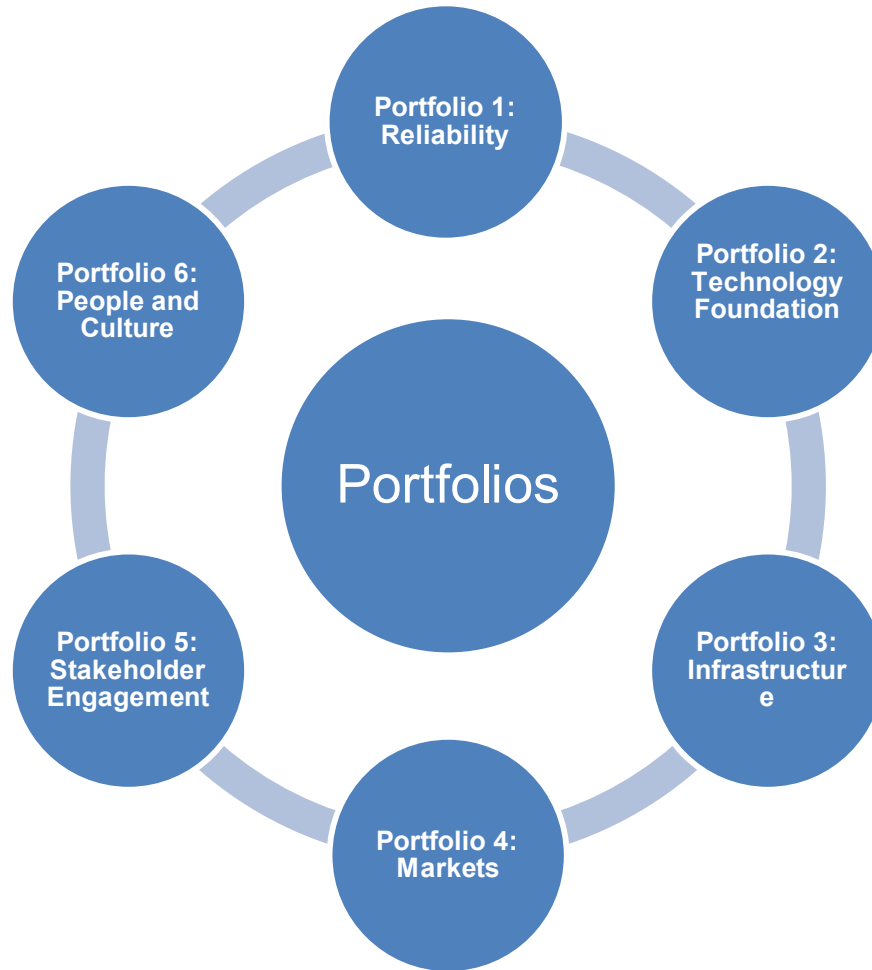 Portfolio 1:
Reliability
Portfolio 2:
Technology
Foundation
Portfolio 3:
Infrastructur
e
Portfolio 4:
Markets
Portfolio 5:
Stakeholder
Engagement
Portfolio 6:
People and
Culture
Portfolios